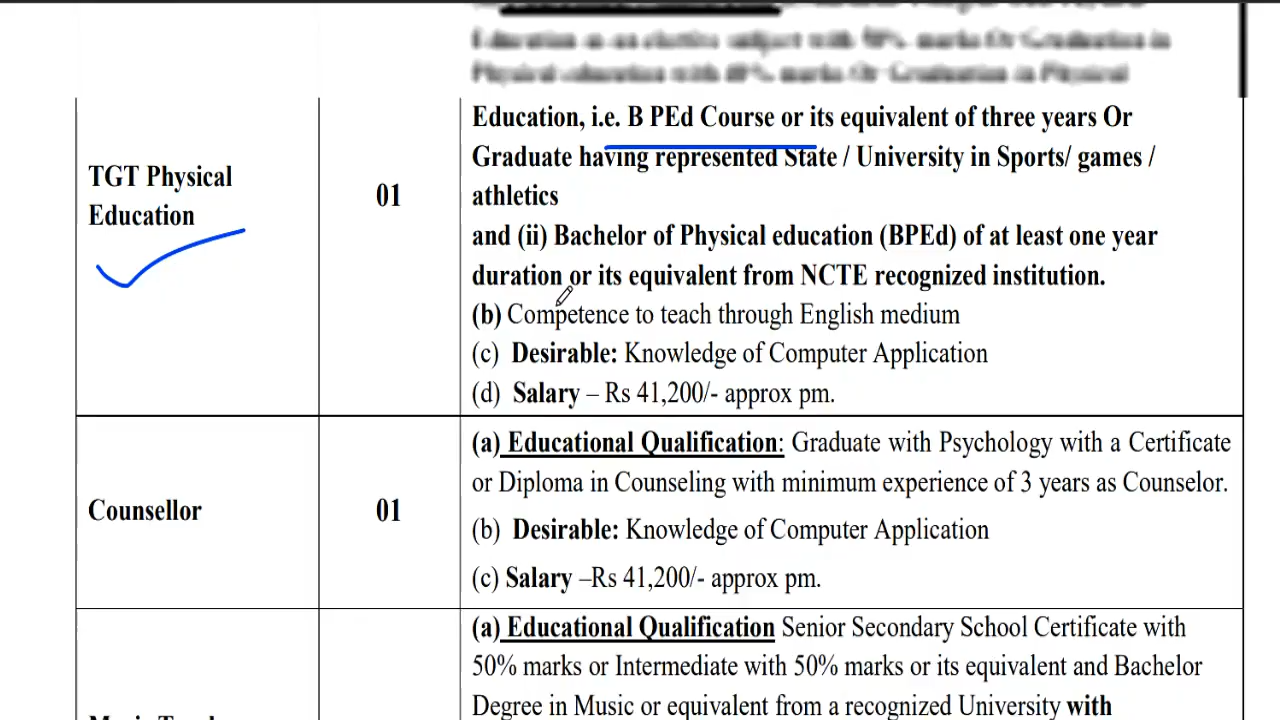 Education, i.e. B PEd Course or its equivalent of three years Or
Graduate having represented State / University in Sports/ games /
athletics
TGT Physical
Education
01
and (ii) Bachelor of Physical education (BPEd) of at least one year
duration or its equivalent from NCTE recognized institution.
(b) Competence to teach through English medium
(c) Desirable: Knowledge of Computer Application
(d) Salary – Rs 41,200/- approx pm.
Counsellor
01
(a) Educational Qualification: Graduate with Psychology with a Certificate
or Diploma in Counseling with minimum experience of 3 years as Counselor.
(b) Desirable: Knowledge of Computer Application
(c) Salary –Rs 41,200/- approx pm.
(a) Educational Qualification Senior Secondary School Certificate with
50% marks or Intermediate with 50% marks or its equivalent and Bachelor
Degree in Music or equivalent from a recognized University with